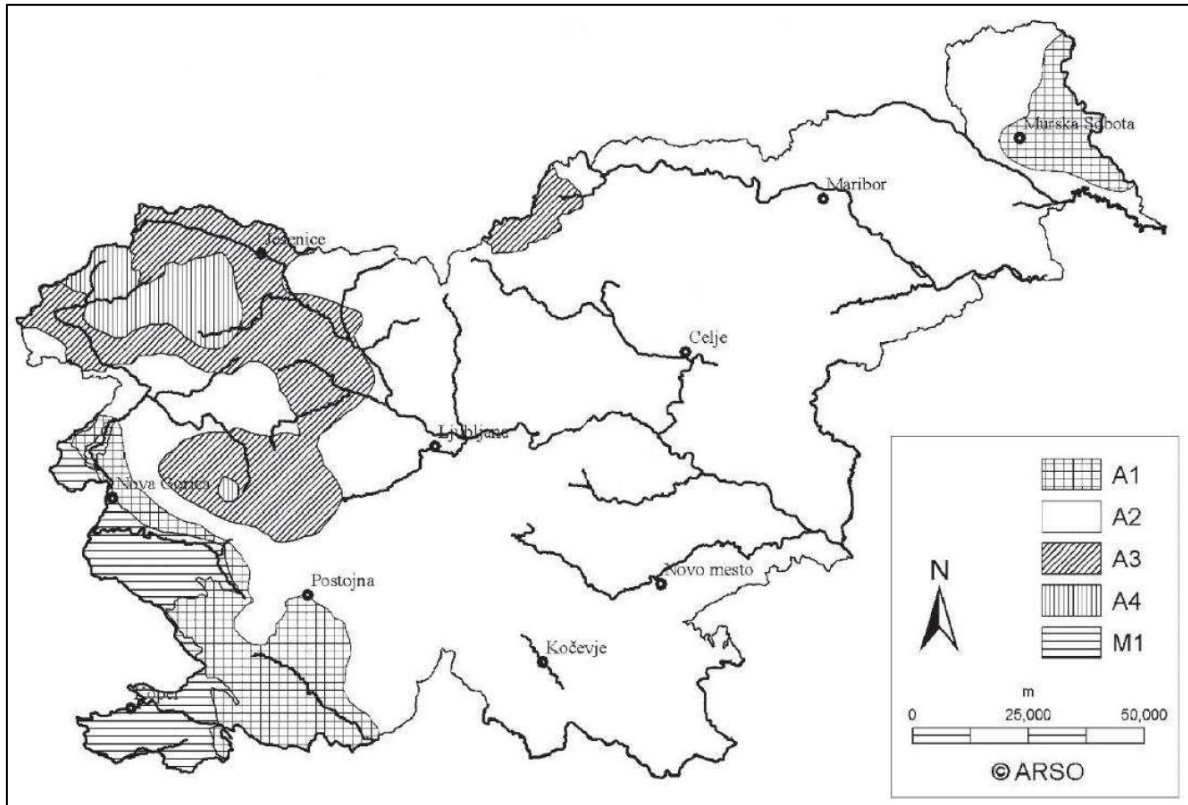 Murska Sobota
Maribor
Jesenice
Celje
Ljubljana
Nova Gorica
Postojna
Novo mesto
Kočevje
A1
A2
A3
A4
M1
N
m
0 25,000 50,000
© ARSO